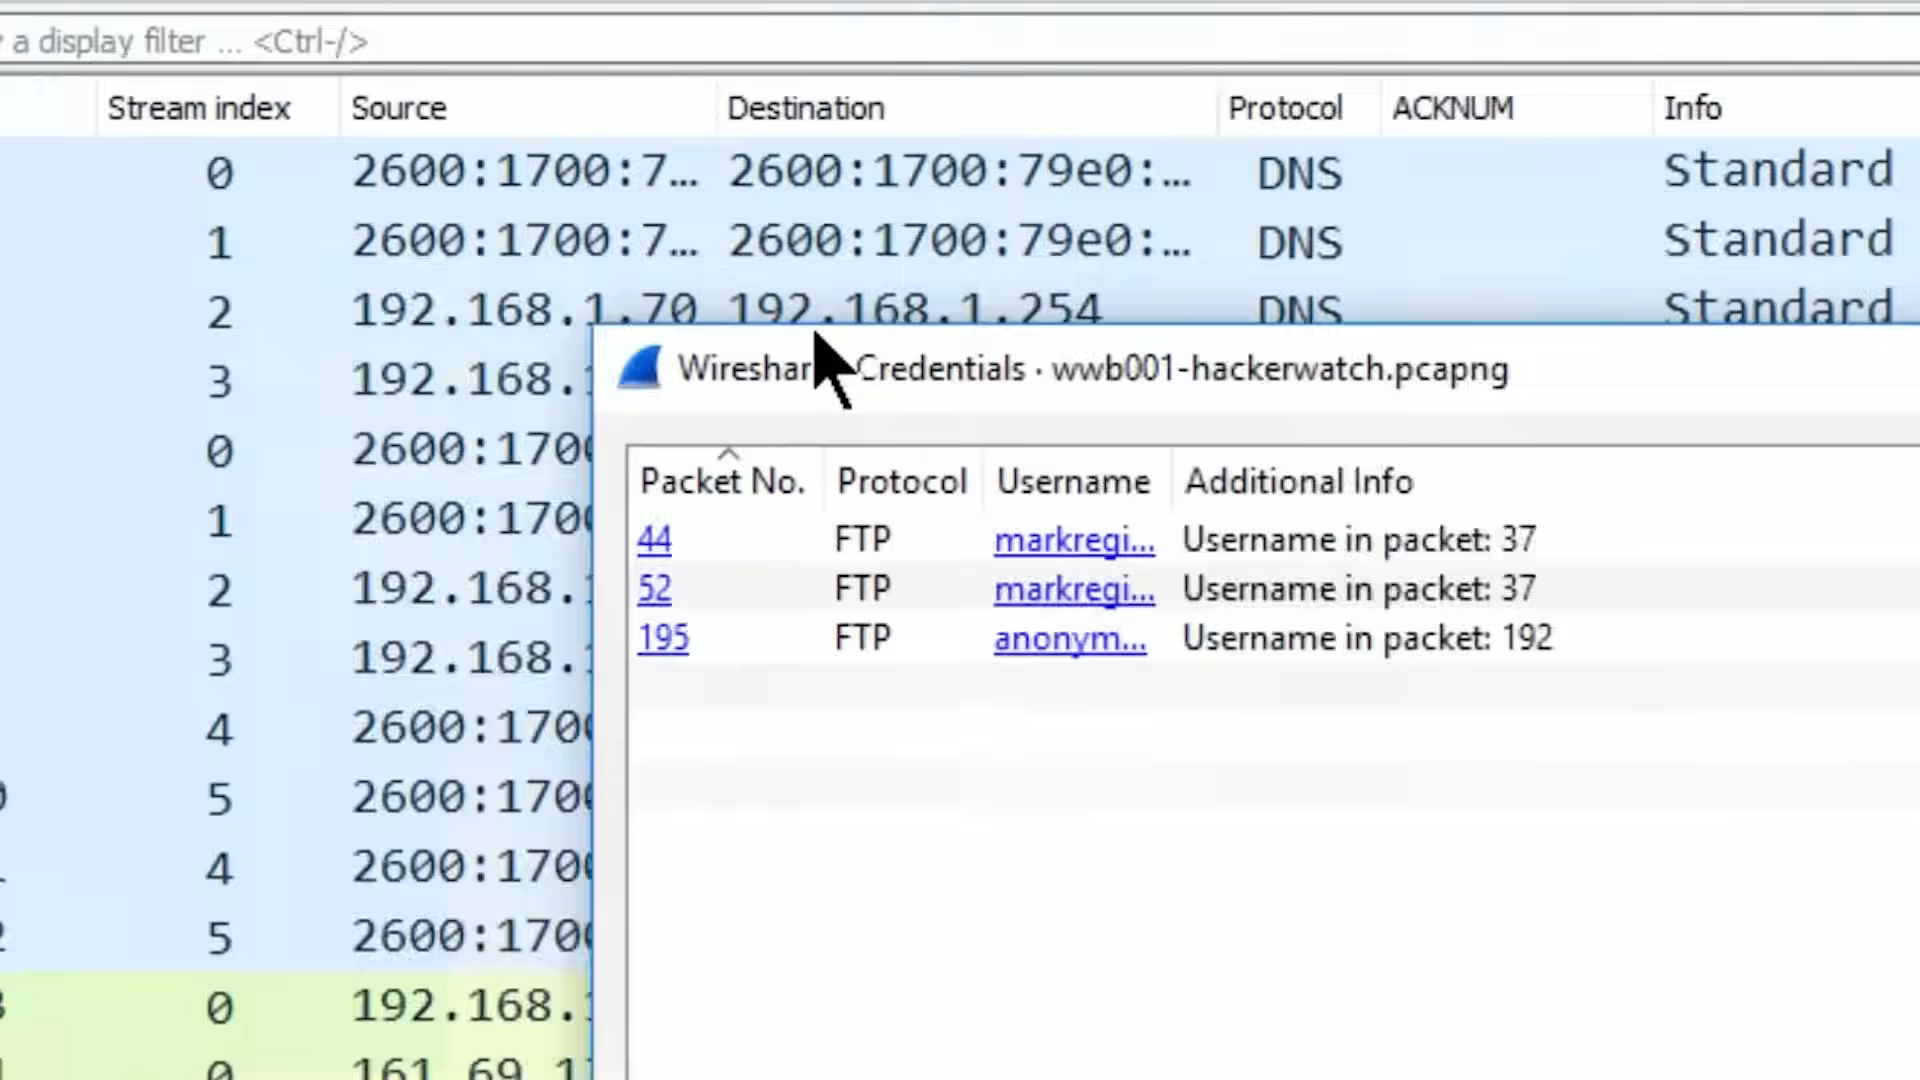 a display filter ... <Ctrl-/>
Stream index Source Destination Protocol ACKNUM Info
0 2600:1700:7… 2600:1700:79e0:… DNS Standard
1 2600:1700:7… 2600:1700:79e0:… DNS Standard
2 192.168.1.70 192.168.1.254 DNS Standard
3 192.168.
0 2600:170
1 2600:170
2 192.168.
3 192.168.
4 2600:170
5 2600:170
4 2600:170
5 2600:170
0 192.168.
0 161.69.1
Credentials · wwb001-hackerwatch.pcapng
Packet No. Protocol Username Additional Info
44 FTP markregi... Username in packet: 37
52 FTP markregi... Username in packet: 37
195 FTP anonym... Username in packet: 192